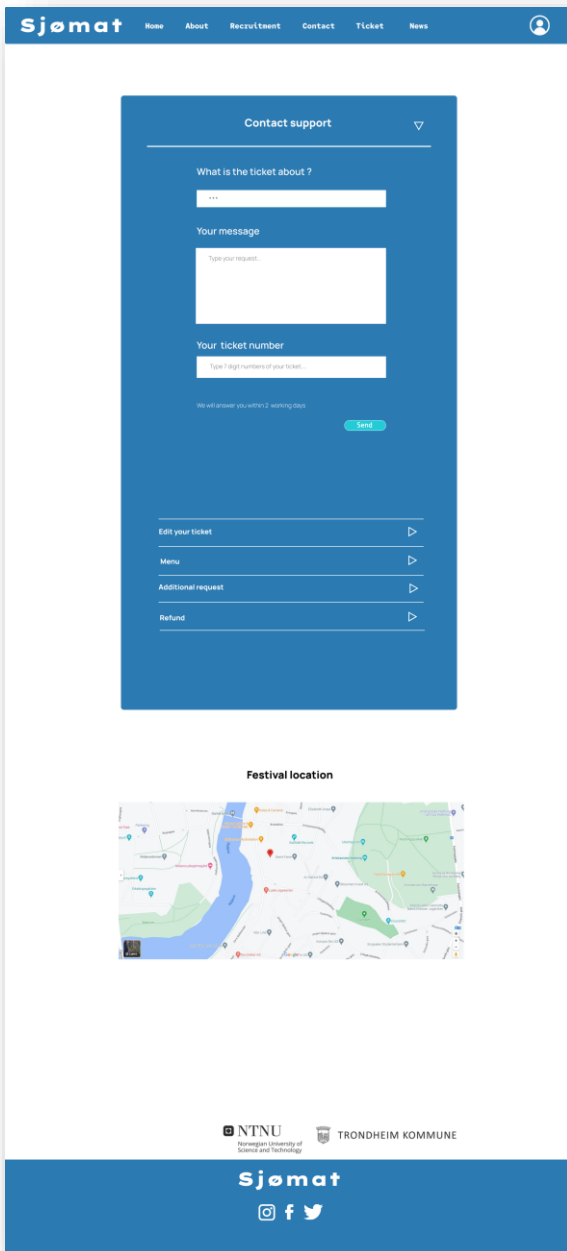 Sjømat Home About Recruitment Contact Ticket News
Contact support
What is the ticket about ?
...
Your message
Type your request..
Your ticket number
Type 7 digit numbers of your ticket...
We will answer you within 2 working days
Send
Edit your ticket
Menu
Additional request
Refund
Festival location
NTNU
Norwegian University of
Science and Technology
TRONDHEIM KOMMUNE
Sjømat